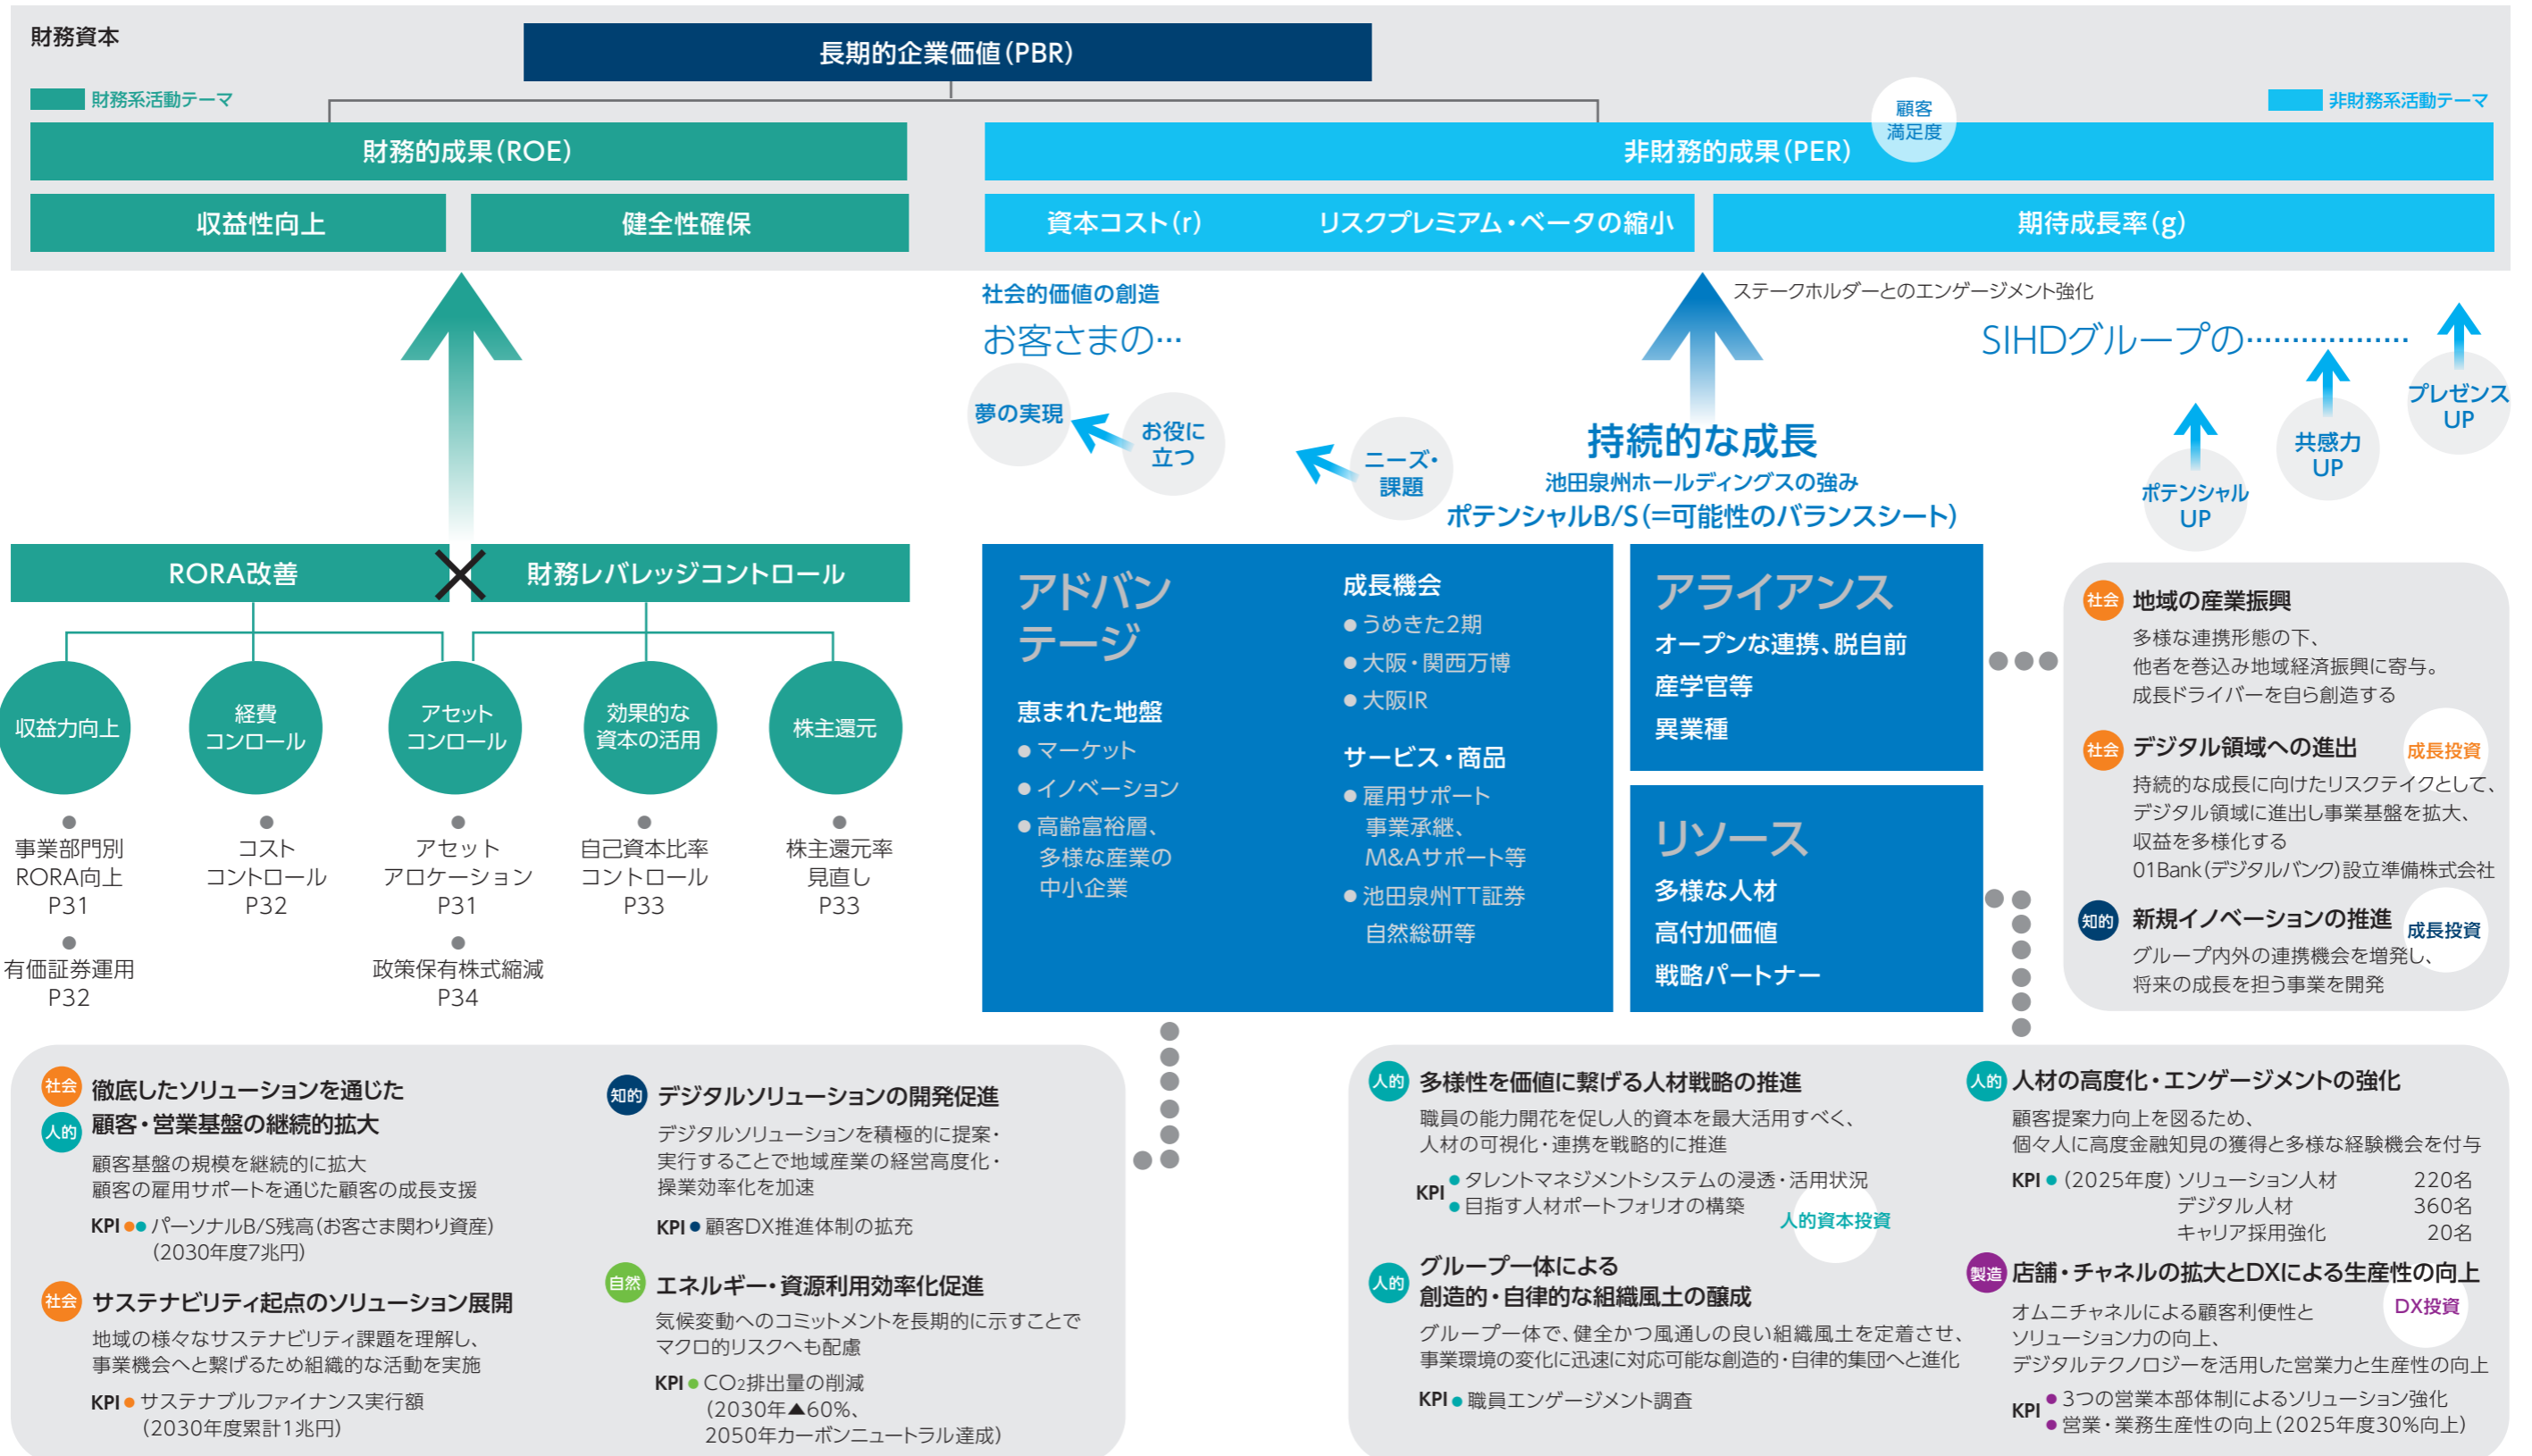 財務資本
長期的企業価値(PBR)
財務系活動テーマ
非財務系活動テーマ
財務的成果(ROE)
非財務的成果(PER)
顧客
満足度
収益性向上
健全性確保
資本コスト(r)
リスクプレミアム・ベータの縮小
期待成長率(g)
社会的価値の創造
お客さまの…
夢の実現
お役に
立つ
ニーズ・
課題
ステークホルダーとのエンゲージメント強化
SIHDグループの………………
ポテンシャル
UP
共感力
UP
プレゼンス
UP
持続的な成長
池田泉州ホールディングスの強み
ポテンシャルB/S(=可能性のバランスシート)
RORA改善
財務レバレッジコントロール
収益力向上
経費
コンロール
アセット
コンロール
効果的な
資本の活用
株主還元
● 
事業部門別
RORA向上
P31
●
有価証券運用
P32
●
コスト
コントロール
P32
●
アセット
アロケーション
P31
●
政策保有株式縮減
P34
●
自己資本比率
コントロール
P33
●
株主還元率
見直し
P33
アドバン
テージ
恵まれた地盤
●マーケット
●イノベーション
●高齢富裕層、
多様な産業の
中小企業
成長機会
●うめきた2期
●大阪・関西万博
●大阪IR
サービス・商品
●雇用サポート
事業承継、
M&Aサポート等
●池田泉州TT証券
自然総研等
アライアンス
オープンな連携、脱自前
産学官等
異業種
リソース
多様な人材
高付加価値
戦略パートナー
社会 地域の産業振興
多様な連携形態の下、
他者を巻込み地域経済振興に寄与。
成長ドライバーを自ら創造する
社会 デジタル領域への進出 成長投資
持続的な成長に向けたリスクテイクとして、
デジタル領域に進出し事業基盤を拡大、
収益を多様化する
01Bank(デジタルバンク)設立準備株式会社
知的 新規イノベーションの推進 成長投資
グループ内外の連携機会を増発し、
将来の成長を担う事業を開発
社会 徹底したソリューションを通じた
人的 顧客・営業基盤の継続的拡大
顧客基盤の規模を継続的に拡大
顧客の雇用サポートを通じた顧客の成長支援
KPI ●● パーソナルB/S残高(お客さま関わり資産)
(2030年度7兆円)
社会 サステナビリティ起点のソリューション展開
地域の様々なサステナビリティ課題を理解し、
事業機会へと繋げるため組織的な活動を実施
KPI ● サステナブルファイナンス実行額
(2030年度累計1兆円)
知的 デジタルソリューションの開発促進
デジタルソリューションを積極的に提案・
実行することで地域産業の経営高度化・
操業効率化を加速
KPI ● 顧客DX推進体制の拡充
自然 エネルギー・資源利用効率化促進
気候変動へのコミットメントを長期的に示すことで
マクロ的リスクへも配慮
KPI ● CO2排出量の削減
(2030年▲60%、
2050年カーボンニュートラル達成)
人的 多様性を価値に繋げる人材戦略の推進
職員の能力開花を促し人的資本を最大活用すべく、
人材の可視化・連携を戦略的に推進
KPI ● タレントマネジメントシステムの浸透・活用状況
● 目指す人材ポートフォリオの構築
人的資本投資
人的 グループ一体による
創造的・自律的な組織風土の醸成
グループ一体で、健全かつ風通しの良い組織風土を定着させ、
事業環境の変化に迅速に対応可能な創造的・自律的集団へと進化
KPI ● 職員エンゲージメント調査
人的 人材の高度化・エンゲージメントの強化
顧客提案力向上を図るため、
個々人に高度金融知見の獲得と多様な経験機会を付与
KPI ● (2025年度) ソリューション人材 220名
デジタル人材 360名
キャリア採用強化 20名
製造 店舗・チャネルの拡大とDXによる生産性の向上
DX投資
オムニチャネルによる顧客利便性と
ソリューション力の向上、
デジタルテクノロジーを活用した営業力と生産性の向上
KPI ● 3つの営業本部体制によるソリューション強化
● 営業・業務生産性の向上(2025年度30%向上)